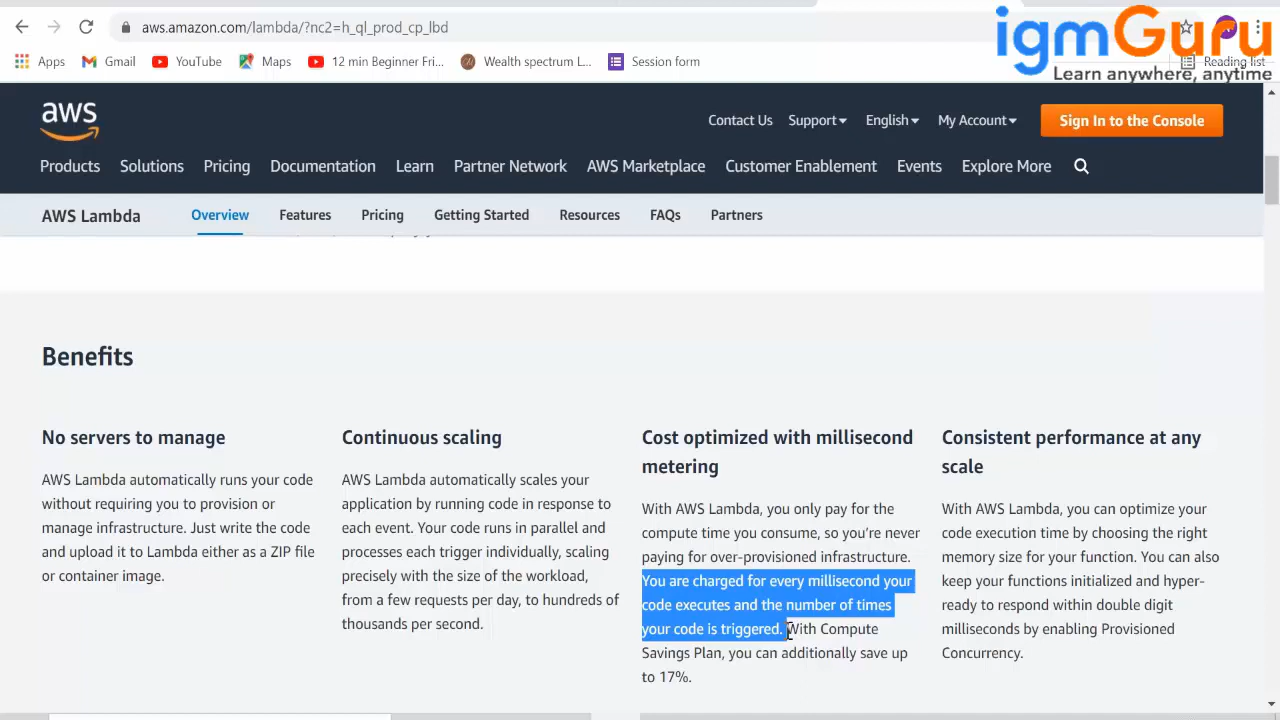 aws.amazon.com/lambda/?nc2=h_ql_prod_cp_lbd
igmGuru
Learn anywhere, anytime
Apps Gmail YouTube Maps 12 min Beginner Fri... Wealth spectrum L... Session form Reading list
aws
Contact Us Support English My Account Sign In to the Console
Products Solutions Pricing Documentation Learn Partner Network AWS Marketplace Customer Enablement Events Explore More
AWS Lambda Overview Features Pricing Getting Started Resources FAQs Partners
Benefits
No servers to manage
AWS Lambda automatically runs your code
without requiring you to provision or
manage infrastructure. Just write the code
and upload it to Lambda either as a ZIP file
or container image.
Continuous scaling
AWS Lambda automatically scales your
application by running code in response to
each event. Your code runs in parallel and
processes each trigger individually, scaling
precisely with the size of the workload,
from a few requests per day, to hundreds of
thousands per second.
Cost optimized with millisecond
metering
With AWS Lambda, you only pay for the
compute time you consume, so you're never
paying for over-provisioned infrastructure.
You are charged for every millisecond your
code executes and the number of times
your code is triggered. With Compute
Savings Plan, you can additionally save up
to 17%.
Consistent performance at any
scale
With AWS Lambda, you can optimize your
code execution time by choosing the right
memory size for your function. You can also
keep your functions initialized and hyper-
ready to respond within double digit
milliseconds by enabling Provisioned
Concurrency.